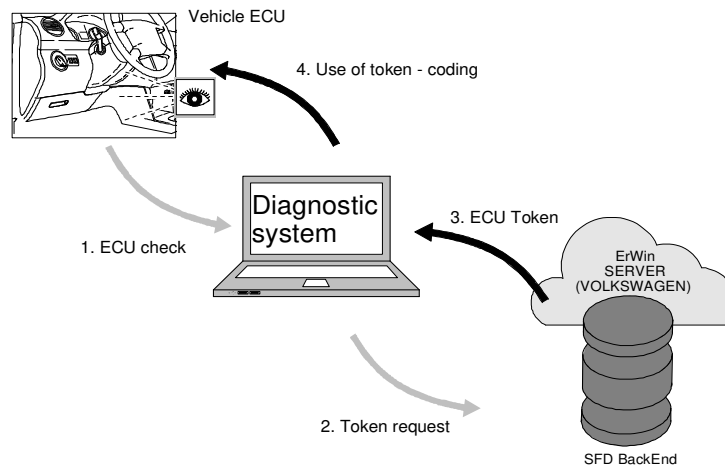 Vehicle ECU
4. Use of token - coding
Diagnostic
system
3. ECU Token
1. ECU check
ErWin
SERVER
(VOLKSWAGEN)
2. Token request
SFD BackEnd